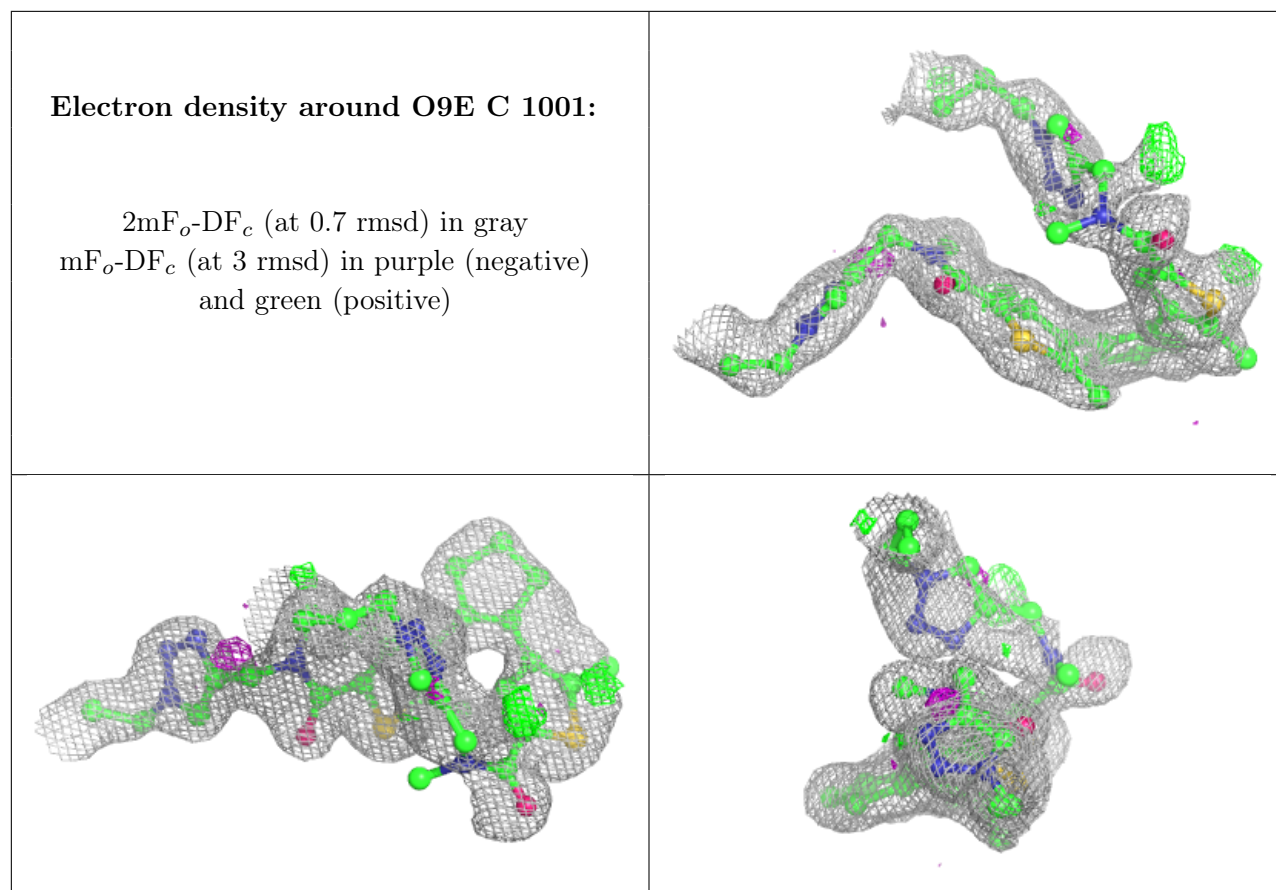 Electron density around O9E C 1001:
2mFo-DFc (at 0.7 rmsd) in gray
mFo-DFc (at 3 rmsd) in purple (negative)
and green (positive)